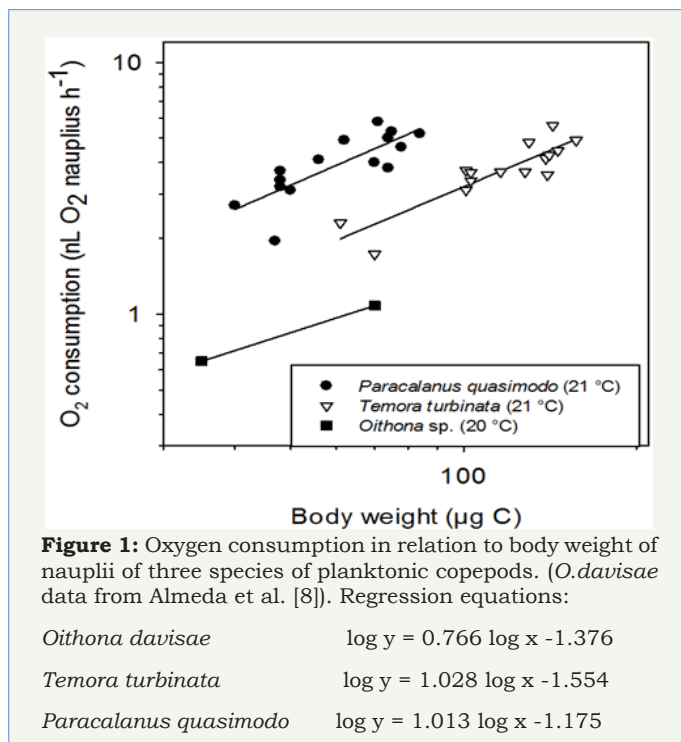 10
O2 consumption (nL O2 nauplius h-1)
1
Paracalanus quasimodo (21 °C)
Temora turbinata (21 °C)
Oithona sp. (20 °C)
100
Body weight (µg C)
Figure 1: Oxygen consumption in relation to body weight of
nauplii of three species of planktonic copepods. (O.davisae
data from Almeda et al. [8]). Regression equations:
Oithona davisae log y = 0.766 log x -1.376
Temora turbinata log y = 1.028 log x -1.554
Paracalanus quasimodo log y = 1.013 log x -1.175